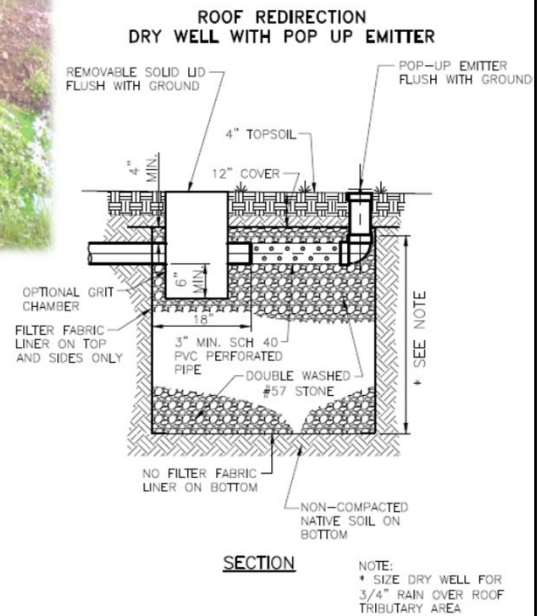 ROOF REDIRECTION
DRY WELL WITH POP UP EMITTER
REMOVABLE SOLID LID
FLUSH WITH GROUND
POP-UP EMITTER
FLUSH WITH GROUND
4" TOPSOIL
4"
MIN.
12" COVER
6"
MIN.
OPTIONAL GRIT
CHAMBER
18"
FILTER FABRIC
LINER ON TOP
AND SIDES ONLY
3" MIN. SCH 40
PVC PERFORATED
PIPE
* SEE NOTE
DOUBLE WASHED
#57 STONE
NO FILTER FABRIC
LINER ON BOTTOM
NON-COMPACTED
NATIVE SOIL ON
BOTTOM
SECTION
NOTE:
* SIZE DRY WELL FOR
3/4" RAIN OVER ROOF
TRIBUTARY AREA